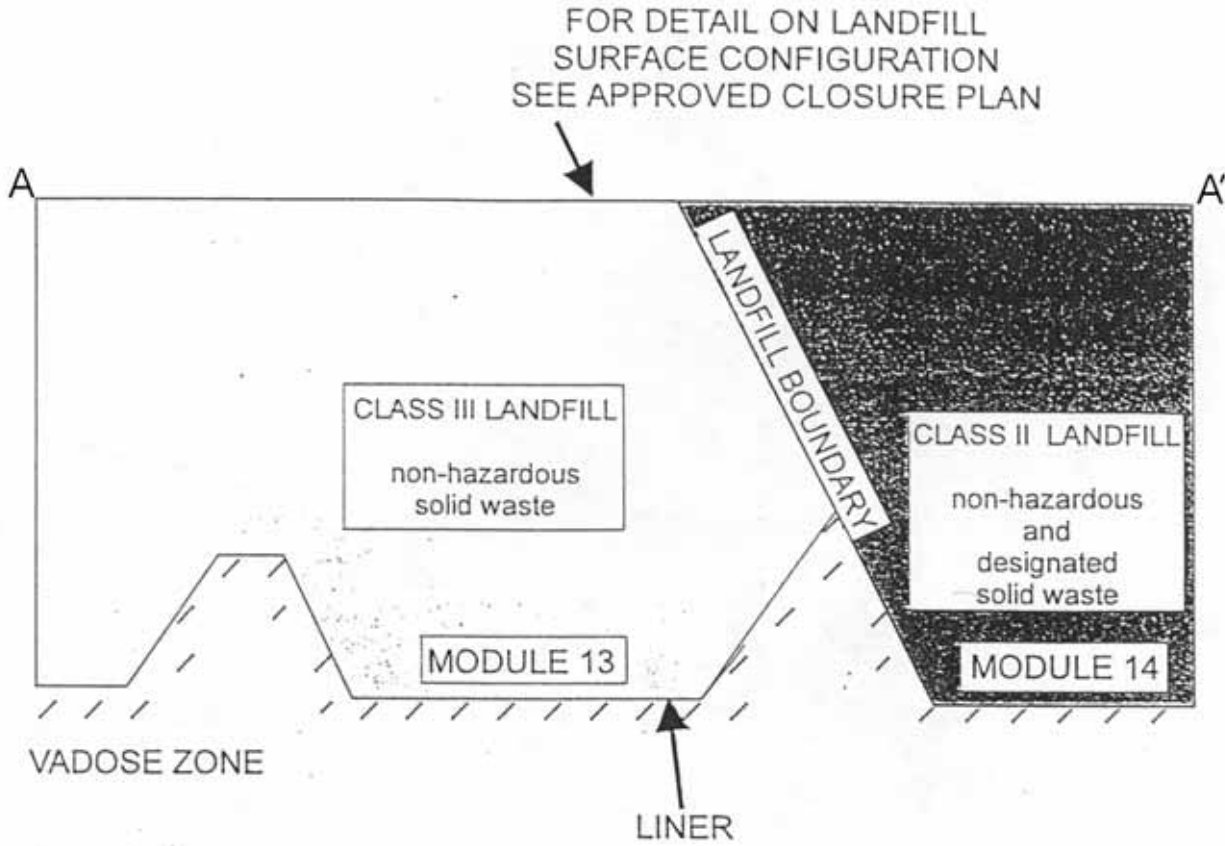 FOR DETAIL ON LANDFILL
SURFACE CONFIGURATION
SEE APPROVED CLOSURE PLAN
A
A'
LANDFILL BOUNDARY
CLASS III LANDFILL
non-hazardous
solid waste
CLASS II LANDFILL
non-hazardous
and
designated
solid waste
MODULE 13
MODULE 14
VADOSE ZONE
LINER